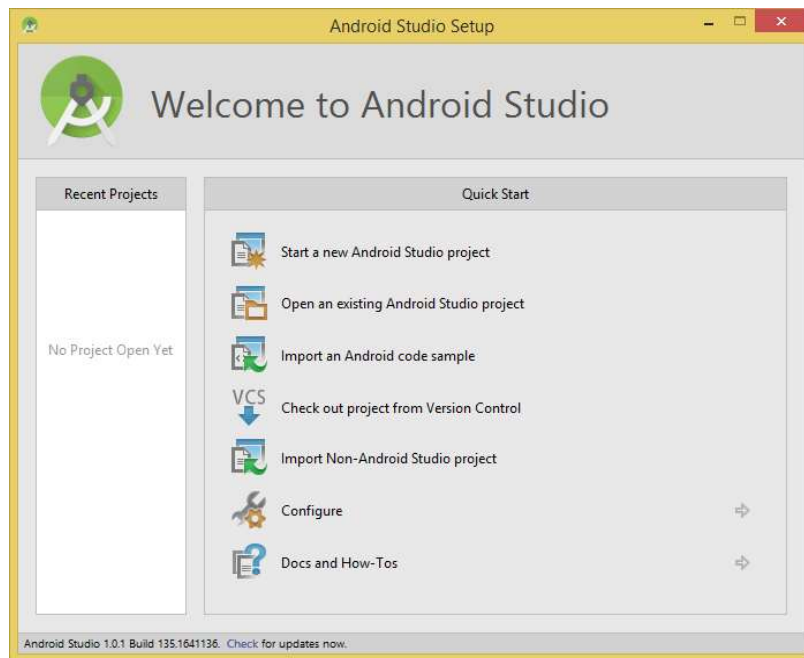 Android Studio Setup
Welcome to Android Studio
Recent Projects
No Project Open Yet
Quick Start
Start a new Android Studio project
Open an existing Android Studio project
Import an Android code sample
VCS
Check out project from Version Control
Import Non-Android Studio project
Configure
Docs and How-Tos
Android Studio 1.0.1 Build 135.1641136. Check for updates now.